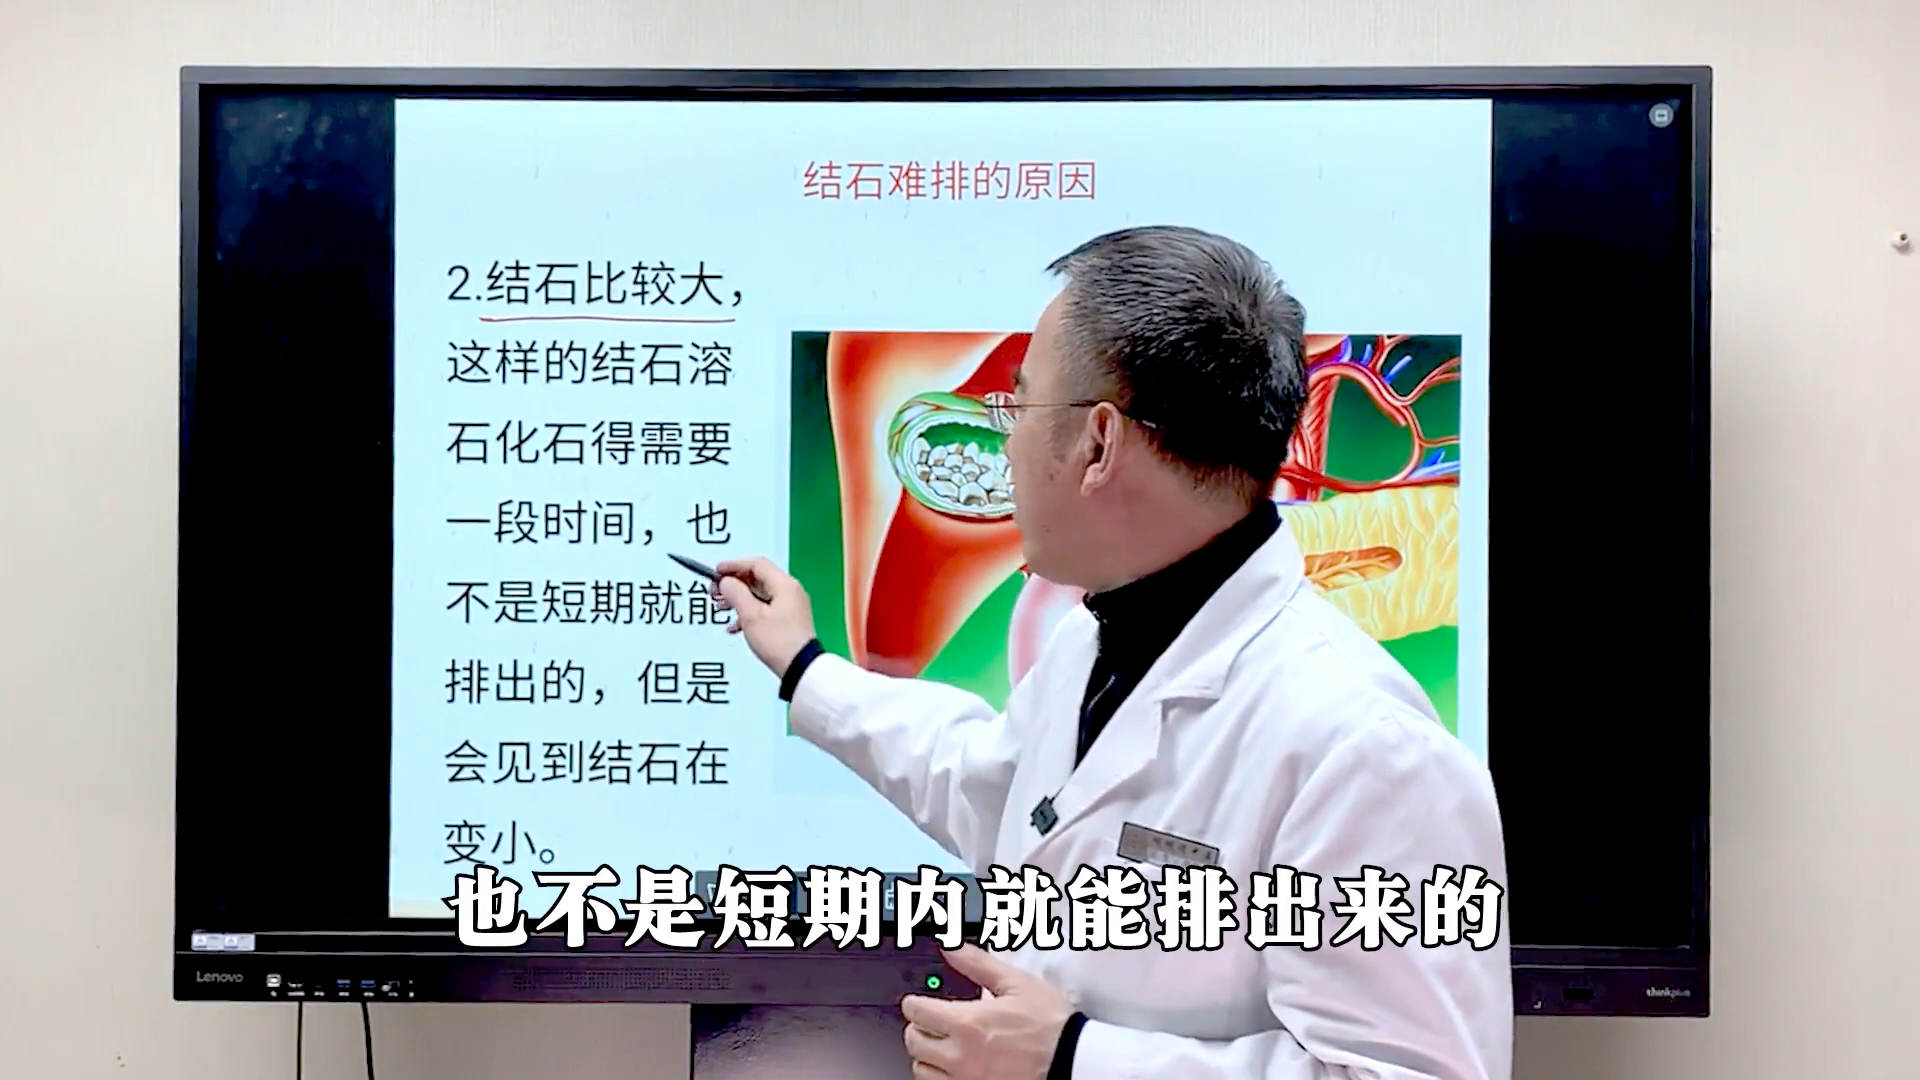 结石难排的原因
2.结石比较大，
这样的结石溶
石化石得需要
一段时间，也
不是短期就能
排出的，但是
会见到结石在
变小。
也不是短期内就能排出来的
Lenovo
thinkplus